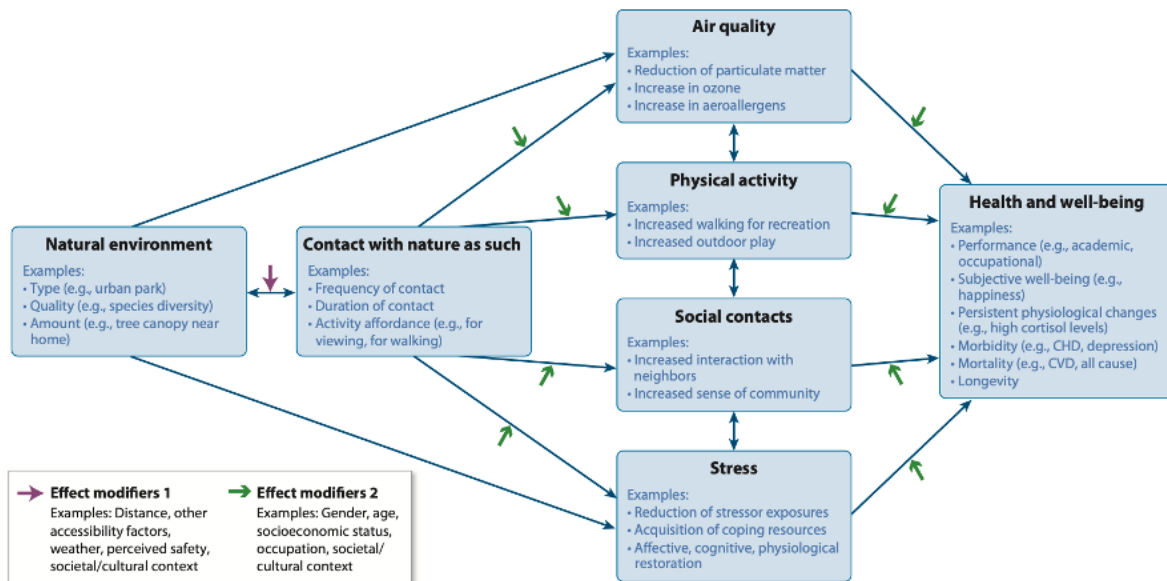 Air quality
Examples:
• Reduction of particulate matter
• Increase in ozone
• Increase in aeroallergens
Physical activity
Examples:
• Increased walking for recreation
• Increased outdoor play
Natural environment
Examples:
• Type (e.g., urban park)
• Quality (e.g., species diversity)
• Amount (e.g., tree canopy near
home)
Contact with nature as such
Examples:
• Frequency of contact
• Duration of contact
• Activity affordance (e.g., for
viewing, for walking)
Social contacts
Examples:
• Increased interaction with
neighbors
• Increased sense of community
Health and well-being
Examples:
• Performance (e.g., academic,
occupational)
• Subjective well-being (e.g.,
happiness)
• Persistent physiological changes
(e.g., high cortisol levels)
• Morbidity (e.g., CHD, depression)
• Mortality (e.g., CVD, all cause)
• Longevity
Stress
Examples:
• Reduction of stressor exposures
• Acquisition of coping resources
• Affective, cognitive, physiological
restoration
Effect modifiers 1
Examples: Distance, other
accessibility factors,
weather, perceived safety,
societal/cultural context
Effect modifiers 2
Examples: Gender, age,
socioeconomic status,
occupation, societal/
cultural context